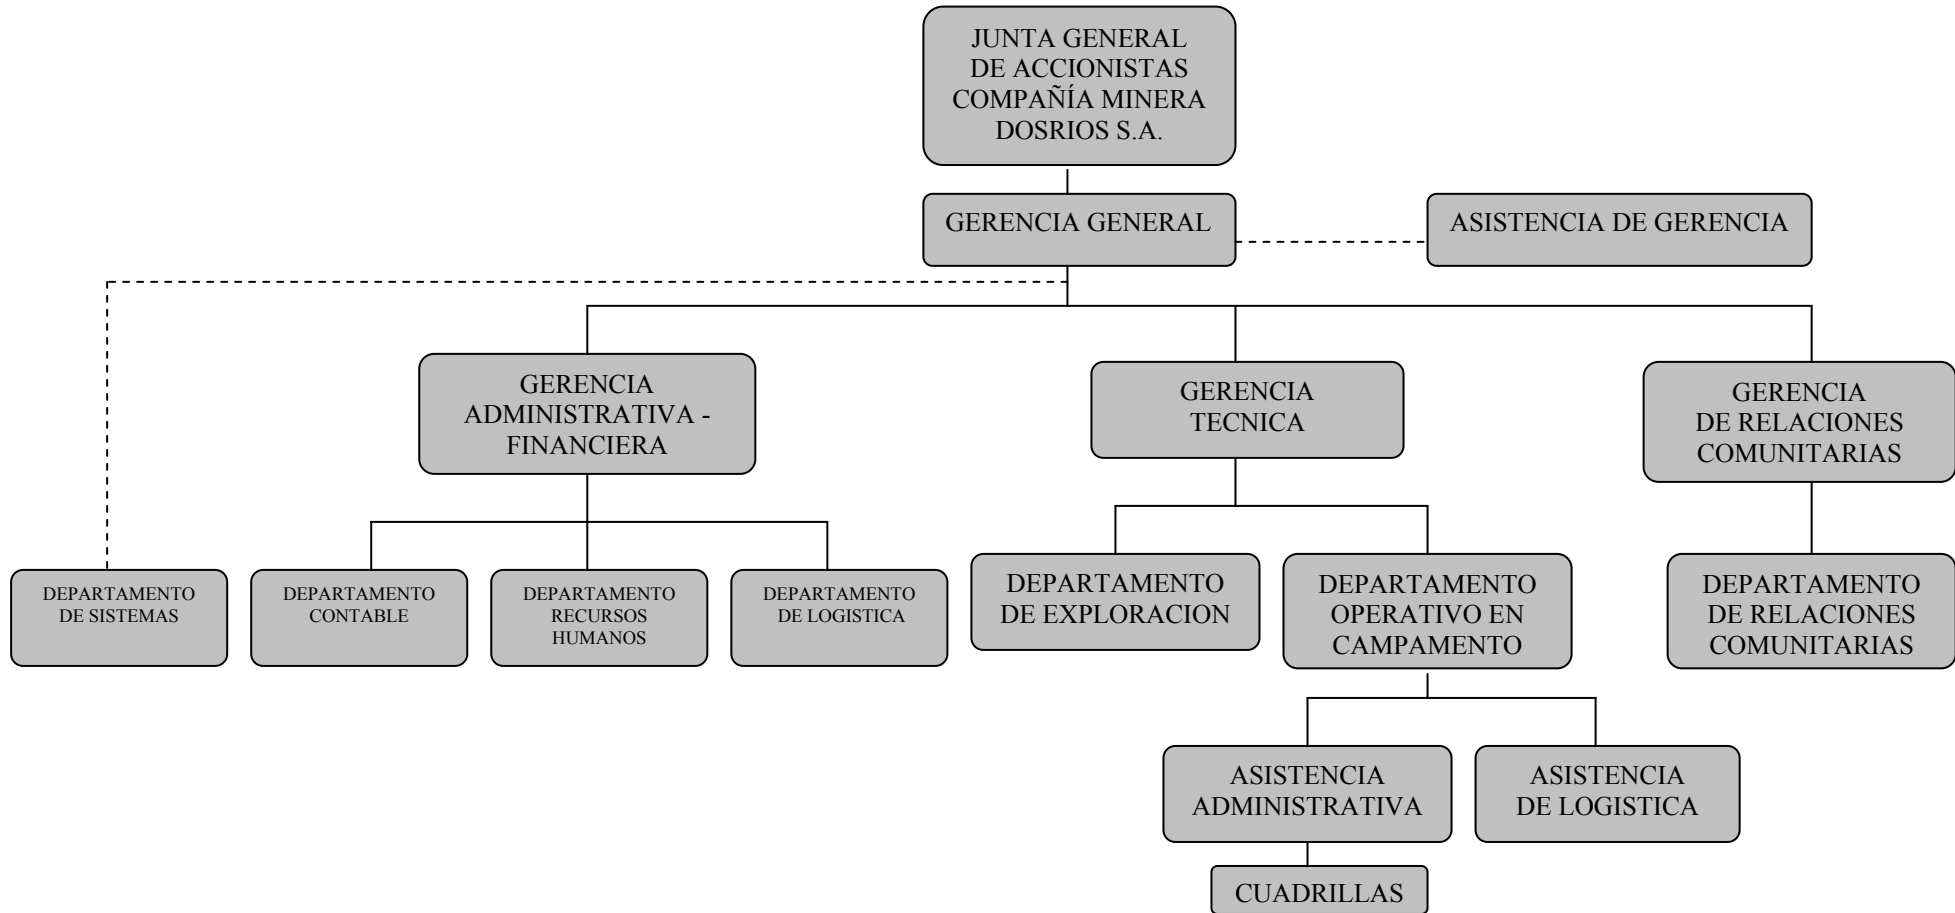 JUNTA GENERAL
DE ACCIONISTAS
COMPAÑÍA MINERA
DOSRIOS S.A.
GERENCIA GENERAL
ASISTENCIA DE GERENCIA
GERENCIA
ADMINISTRATIVA -
FINANCIERA
GERENCIA
TECNICA
GERENCIA
DE RELACIONES
COMUNITARIAS
DEPARTAMENTO
DE SISTEMAS
DEPARTAMENTO
CONTABLE
DEPARTAMENTO
RECURSOS
HUMANOS
DEPARTAMENTO
DE LOGISTICA
DEPARTAMENTO
DE EXPLORACION
DEPARTAMENTO
OPERATIVO EN
CAMPAMENTO
DEPARTAMENTO
DE RELACIONES
COMUNITARIAS
ASISTENCIA
ADMINISTRATIVA
ASISTENCIA
DE LOGISTICA
CUADRILLAS